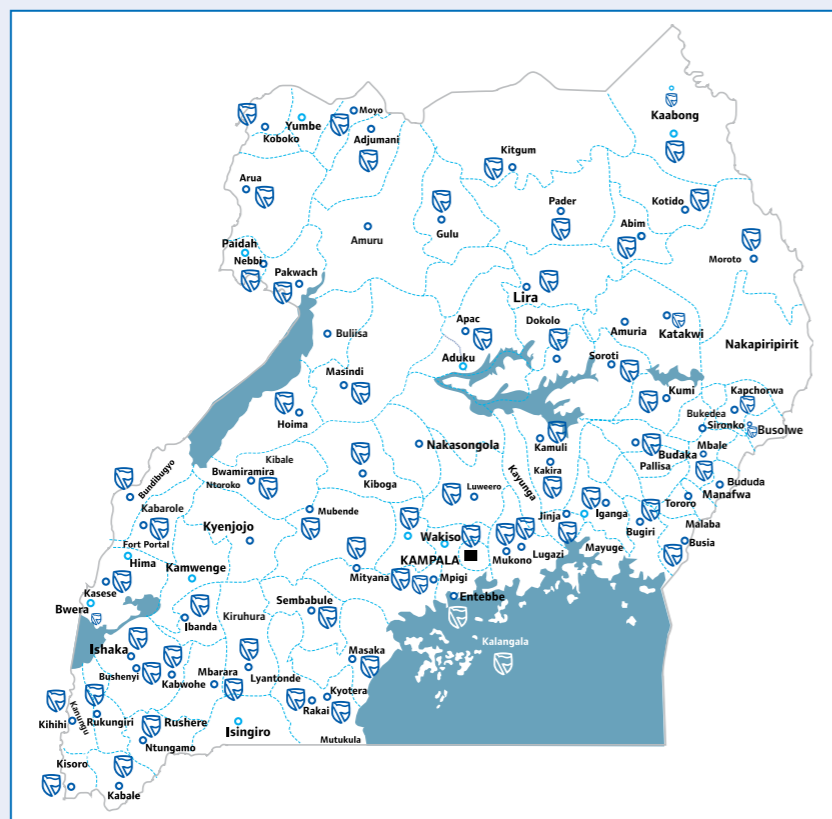 Moyo
Yumbe
Koboko
Adjumani
Kaabong
Kitgum
Arua
Pader
Kotido
Gulu
Abim
Amuru
Paidah
Nebbi
Moroto
Pakwach
Lira
Apac
Dokolo
Amuria
Katakwi
Buliisa
Nakapiripirit
Aduku
Soroti
Masindi
Kumi
Kapchorwa
Hoima
Bukedea
Sironko
Busolwe
Kamuli
Nakasongola
Mbale
Budaka
Kibale
Pallisa
Bundibugyo
Bwamiramira
Kakira
Ntoroko
Kiboga
Luweero
Kayunga
Bududa
Manafwa
Kabarole
Mubende
Tororo
Jinja
Iganga
Malaba
Kyenjojo
Bugiri
Fort Portal
Wakiso
Mayuge
Busia
Hima
KAMPALA
Lugazi
Mukono
Kamwenge
Mityana
Mpigi
Kasese
Entebbe
Bwera
Sembabule
Ibanda
Kiruhura
Kalangala
Ishaka
Masaka
Bushenyi
Kabwohe
Mbarara
Lyantonde
Kyotera
Rakai
Kihihi
Kanungu
Rukungiri
Rushere
Isingiro
Mutukula
Ntungamo
Kisoro
Kabale